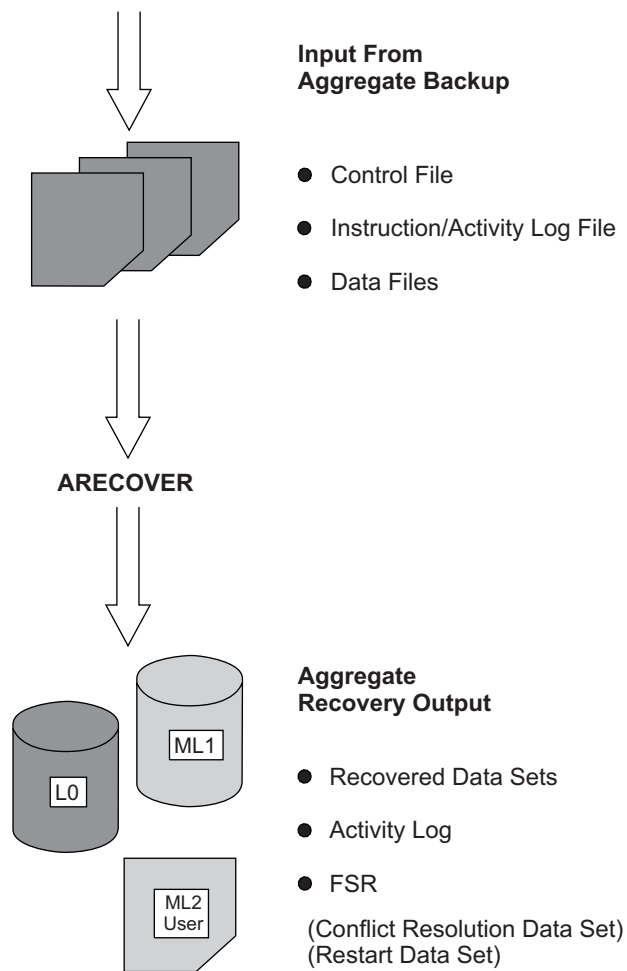 Input From
Aggregate Backup
● Control File
● Instruction/Activity Log File
● Data Files
ARECOVER
Aggregate
Recovery Output
ML1
L0
● Recovered Data Sets
● Activity Log
● FSR
ML2
User
(Conflict Resolution Data Set)
(Restart Data Set)